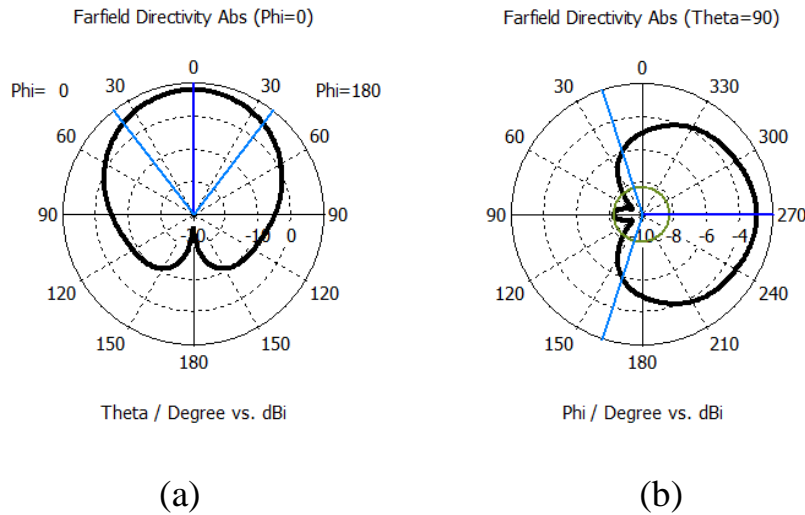 Farfield Directivity Abs (Phi=0)
0
30 30
Phi= 0 Phi=180
60 60
90 90
-10 0
120 120
150 150
180
Theta / Degree vs. dBi
(a)
Farfield Directivity Abs (Theta=90)
0
30 330
60 300
90 270
-10 -8 -6 -4
120 240
150 210
180
Phi / Degree vs. dBi
(b)